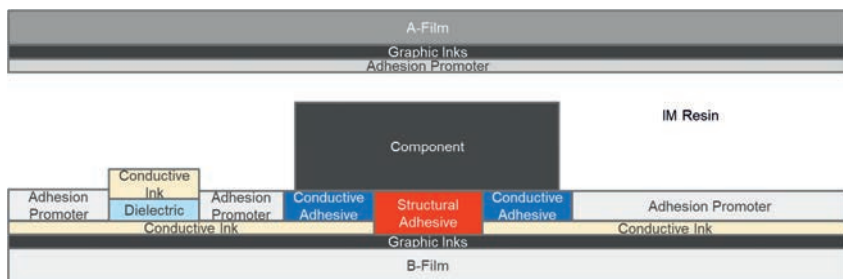 A-Film
Graphic Inks
Adhesion Promoter
IM Resin
Component
Conductive
Ink
Adhesion
Promoter
Dielectric
Adhesion
Promoter
Conductive
Adhesive
Structural
Adhesive
Conductive
Adhesive
Adhesion Promoter
Conductive Ink
Conductive Ink
Graphic Inks
B-Film